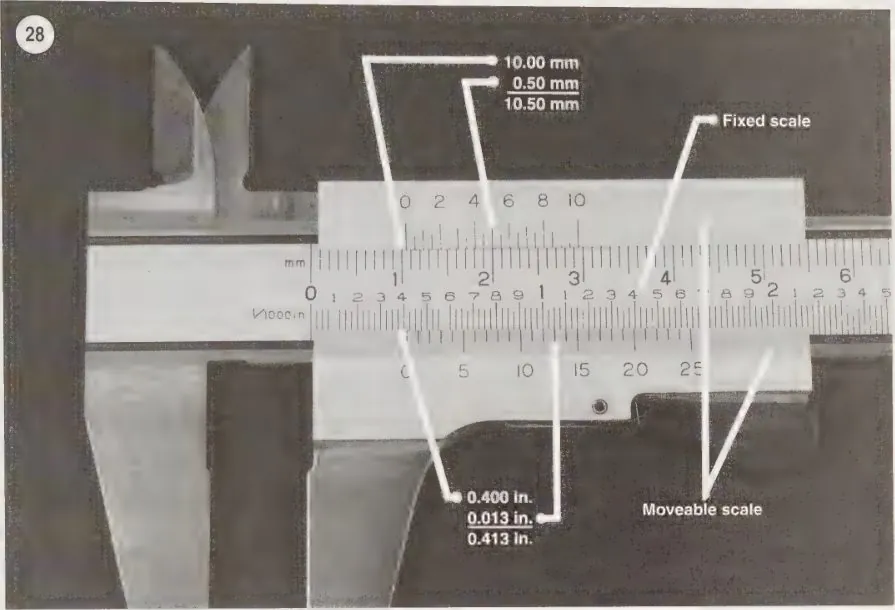 28
10.00 mm
0.50 mm
10.50 mm
Fixed scale
0 2 4 6 8 10
mm
1 2 3 4 5 6
0 1 2 3 4 5 6 7 8 9 1 1 2 3 4 5 6 7 8 9 2 1 2 3 4 5
1/1000in
0 5 10 15 20 25
0.400 in.
0.013 in.
0.413 in.
Moveable scale